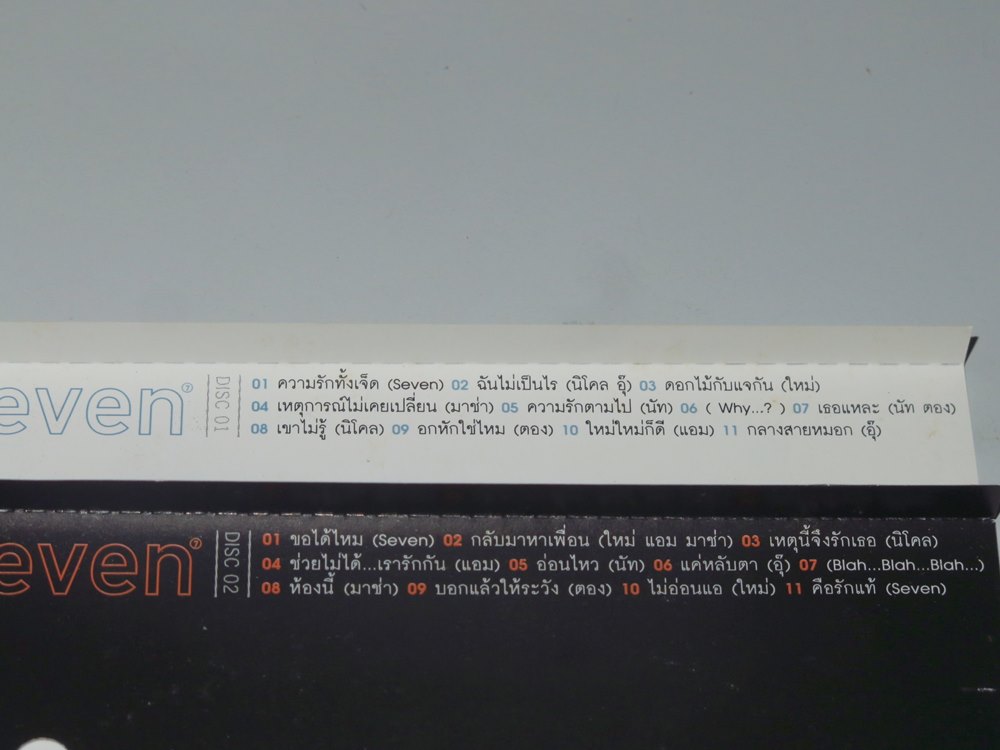 even⑦
DISC 01
01 ความรักทั้งเจ็ด (Seven) 02 ฉันไม่เป็นไร (นิโคล อุ๊) 03 ดอกไม้กับแจกัน (ใหม่)
04 เหตุการณ์ไม่เคยเปลี่ยน (มาช่า) 05 ความรักตามไป (นัท) 06 ( Why...? ) 07 เธอแหละ (นัท ตอง)
08 เขาไม่รู้ (นิโคล) 09 อกหักใช่ไหม (ตอง) 10 ใหม่ใหม่ก็ดี (แอม) 11 กลางสายหมอก (อุ๊)
even⑦
DISC 02
01 ขอได้ไหม (Seven) 02 กลับมาหาเพื่อน (ใหม่ แอม มาช่า) 03 เหตุนี้จึงรักเธอ (นิโคล)
04 ช่วยไม่ได้...เรารักกัน (แอม) 05 อ่อนไหว (นัท) 06 แค่หลับตา (อุ๊) 07 (Blah...Blah...Blah...)
08 ห้องนี้ (มาช่า) 09 บอกแล้วให้ระวัง (ตอง) 10 ไม่อ่อนแอ (ใหม่) 11 คือรักแท้ (Seven)